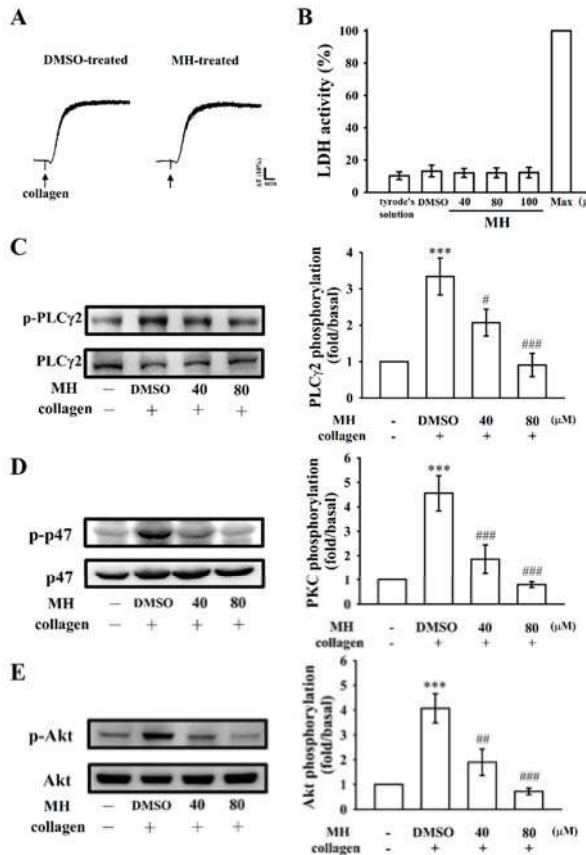 A
DMSO-treated
MH-treated
collagen
B
LDH activity (%)
100
80
60
40
20
0
tyrode's solution
DMSO
40
80
100
Max
MH
C
p-PLCγ2
PLCγ2
MH – DMSO 40 80
collagen – + + +
PLCγ2 phosphorylation
(fold/basal)
4
3
2
1
0
***
#
###
MH - DMSO 40 80 (μM)
collagen - + + +
D
p-p47
p47
MH – DMSO 40 80
collagen – + + +
PKC phosphorylation
(fold/basal)
6
5
4
3
2
1
0
***
###
###
MH - DMSO 40 80 (μM)
collagen - + + +
E
p-Akt
Akt
MH – DMSO 40 80
collagen – + + +
Akt phosphorylation
(fold/basal)
6
5
4
3
2
1
0
***
##
###
MH - DMSO 40 80 (μM)
collagen - + + +